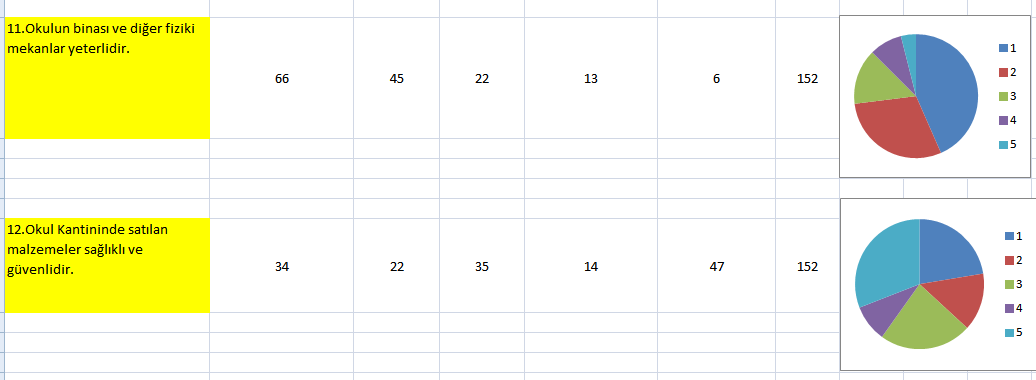 11.Okulun binası ve diğer fiziki
mekanlar yeterlidir.
66 45 22 13 6 152
1
2
3
4
5
12.Okul Kantininde satılan
malzemeler sağlıklı ve
güvenlidir.
34 22 35 14 47 152
1
2
3
4
5